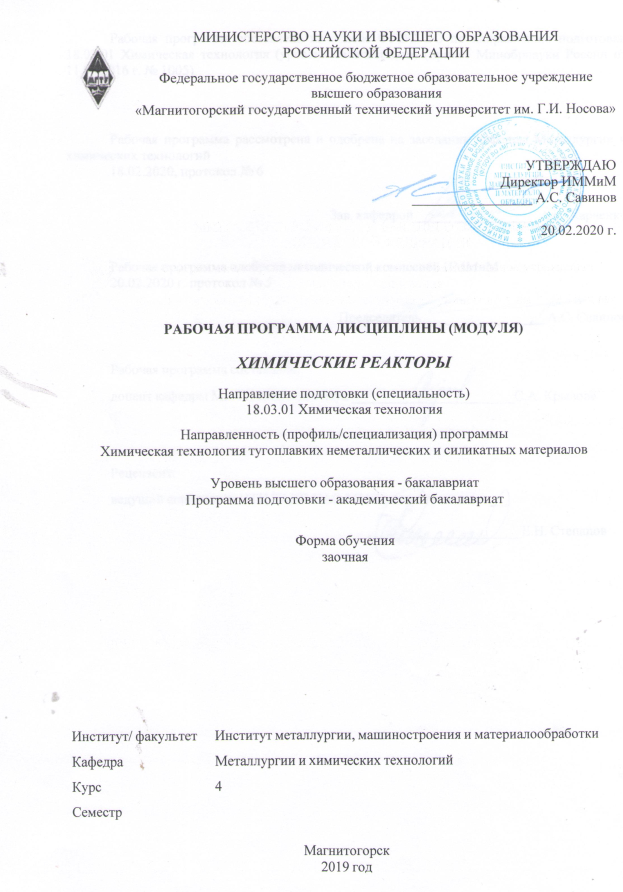 МИНИСТЕРСТВО НАУКИ И ВЫСШЕГО ОБРАЗОВАНИЯ
РОССИЙСКОЙ ФЕДЕРАЦИИ
Федеральное государственное бюджетное образовательное учреждение
высшего образования
«Магнитогорский государственный технический университет им. Г.И. Носова»
УТВЕРЖДАЮ
Директор ИММиМ
А.С. Савинов
20.02.2020 г.
РАБОЧАЯ ПРОГРАММА ДИСЦИПЛИНЫ (МОДУЛЯ)
ХИМИЧЕСКИЕ РЕАКТОРЫ
Направление подготовки (специальность)
18.03.01 Химическая технология
Направленность (профиль/специализация) программы
Химическая технология тугоплавких неметаллических и силикатных материалов
Уровень высшего образования - бакалавриат
Программа подготовки - академический бакалавриат
Форма обучения
заочная
Институт/ факультет Институт металлургии, машиностроения и материалообработки
Кафедра Металлургии и химических технологий
Курс 4
Семестр
Магнитогорск
2019 год